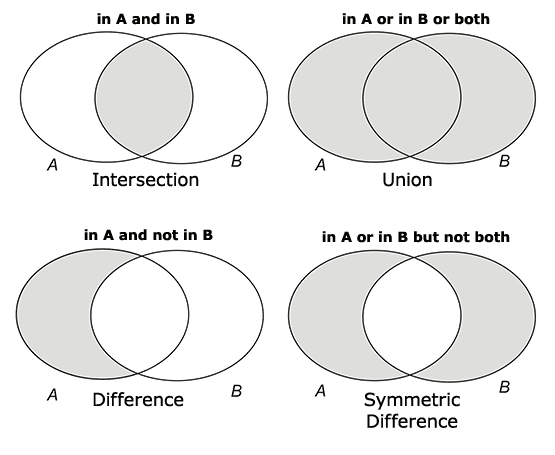 in A and in B
A
B
Intersection
in A or in B or both
A
B
Union
in A and not in B
A
B
Difference
in A or in B but not both
A
B
Symmetric
Difference